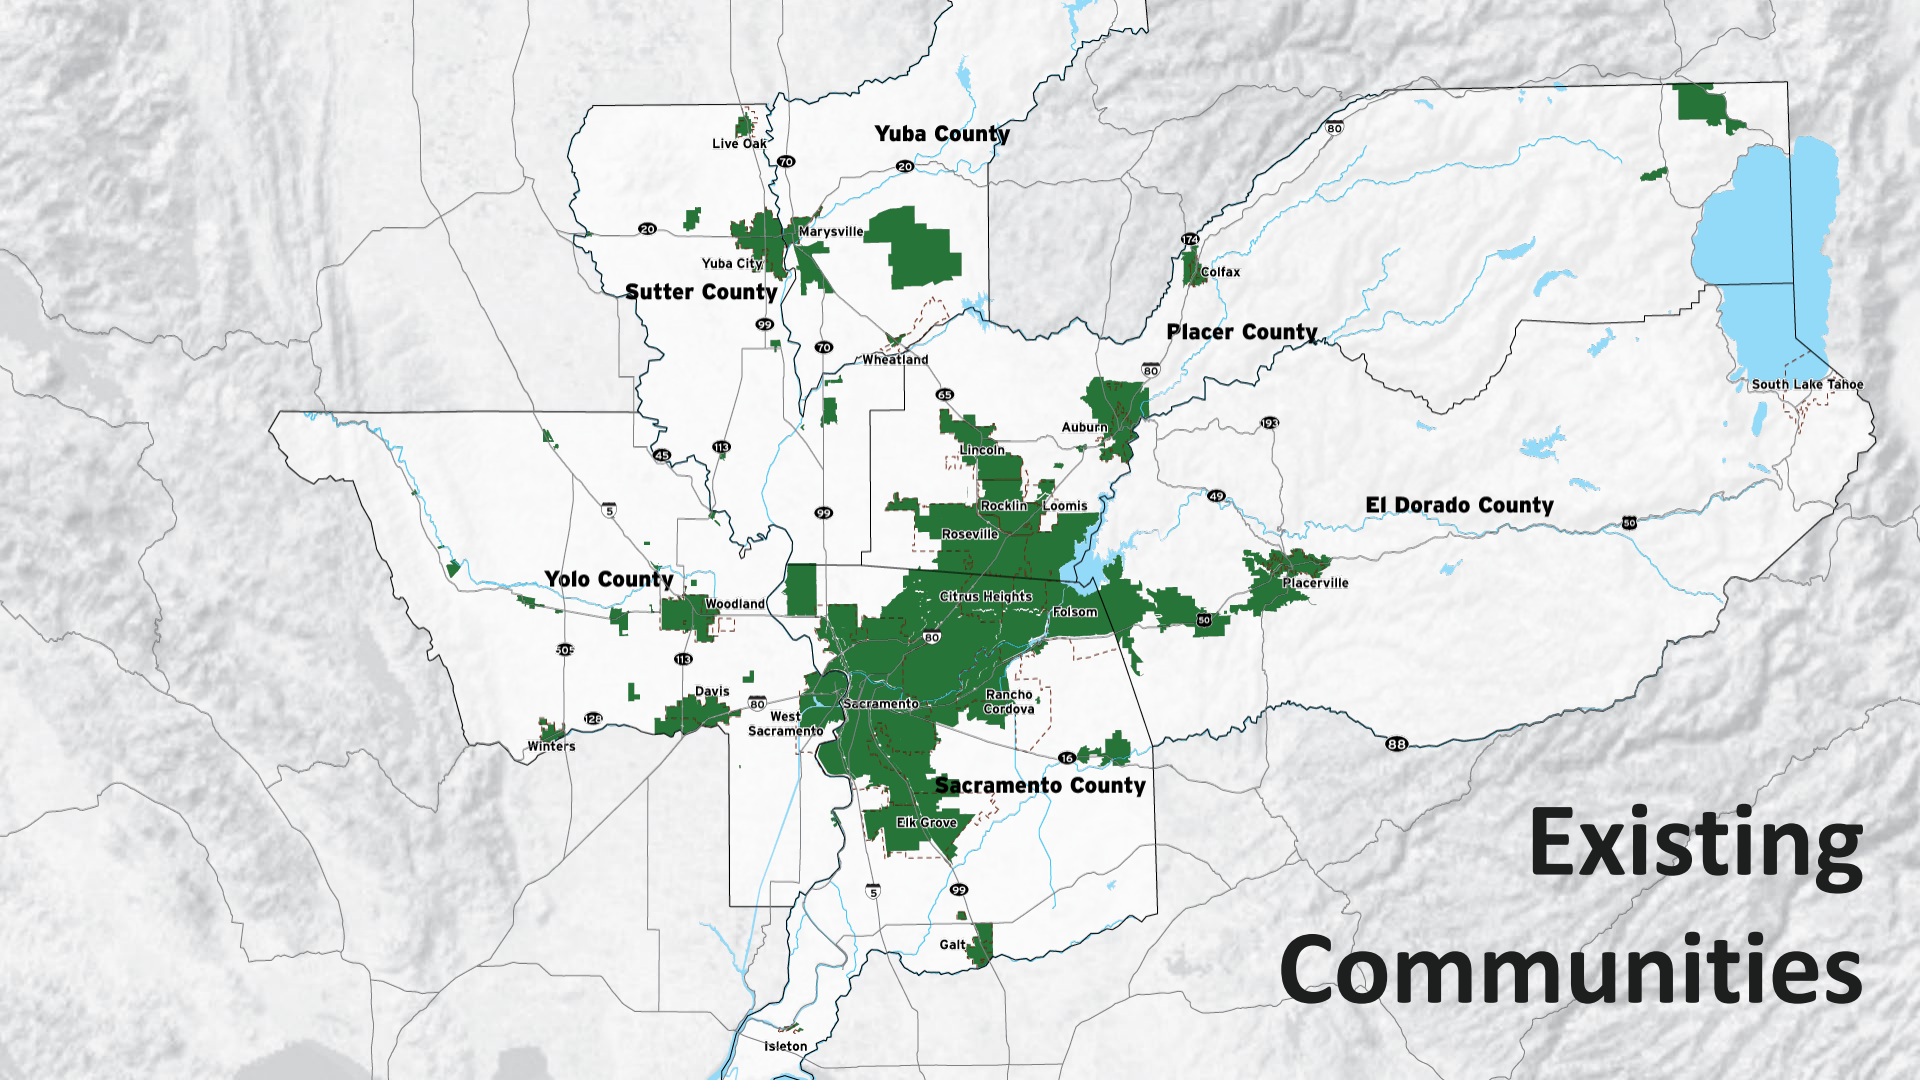 80
Yuba County
Live Oak
70
20
20
Marysville
174
Yuba City
Colfax
Sutter County
99
Placer County
70
Wheatland
80
South Lake Tahoe
65
193
Auburn
113
Lincoln
45
49
Rocklin
Loomis
El Dorado County
5
99
50
Roseville
Yolo County
Placerville
Citrus Heights
Woodland
Folsom
50
80
505
113
Davis
Rancho
Cordova
80
Sacramento
West
Sacramento
128
Winters
88
16
Sacramento County
Elk Grove
Existing
Communities
5
99
Galt
Isleton